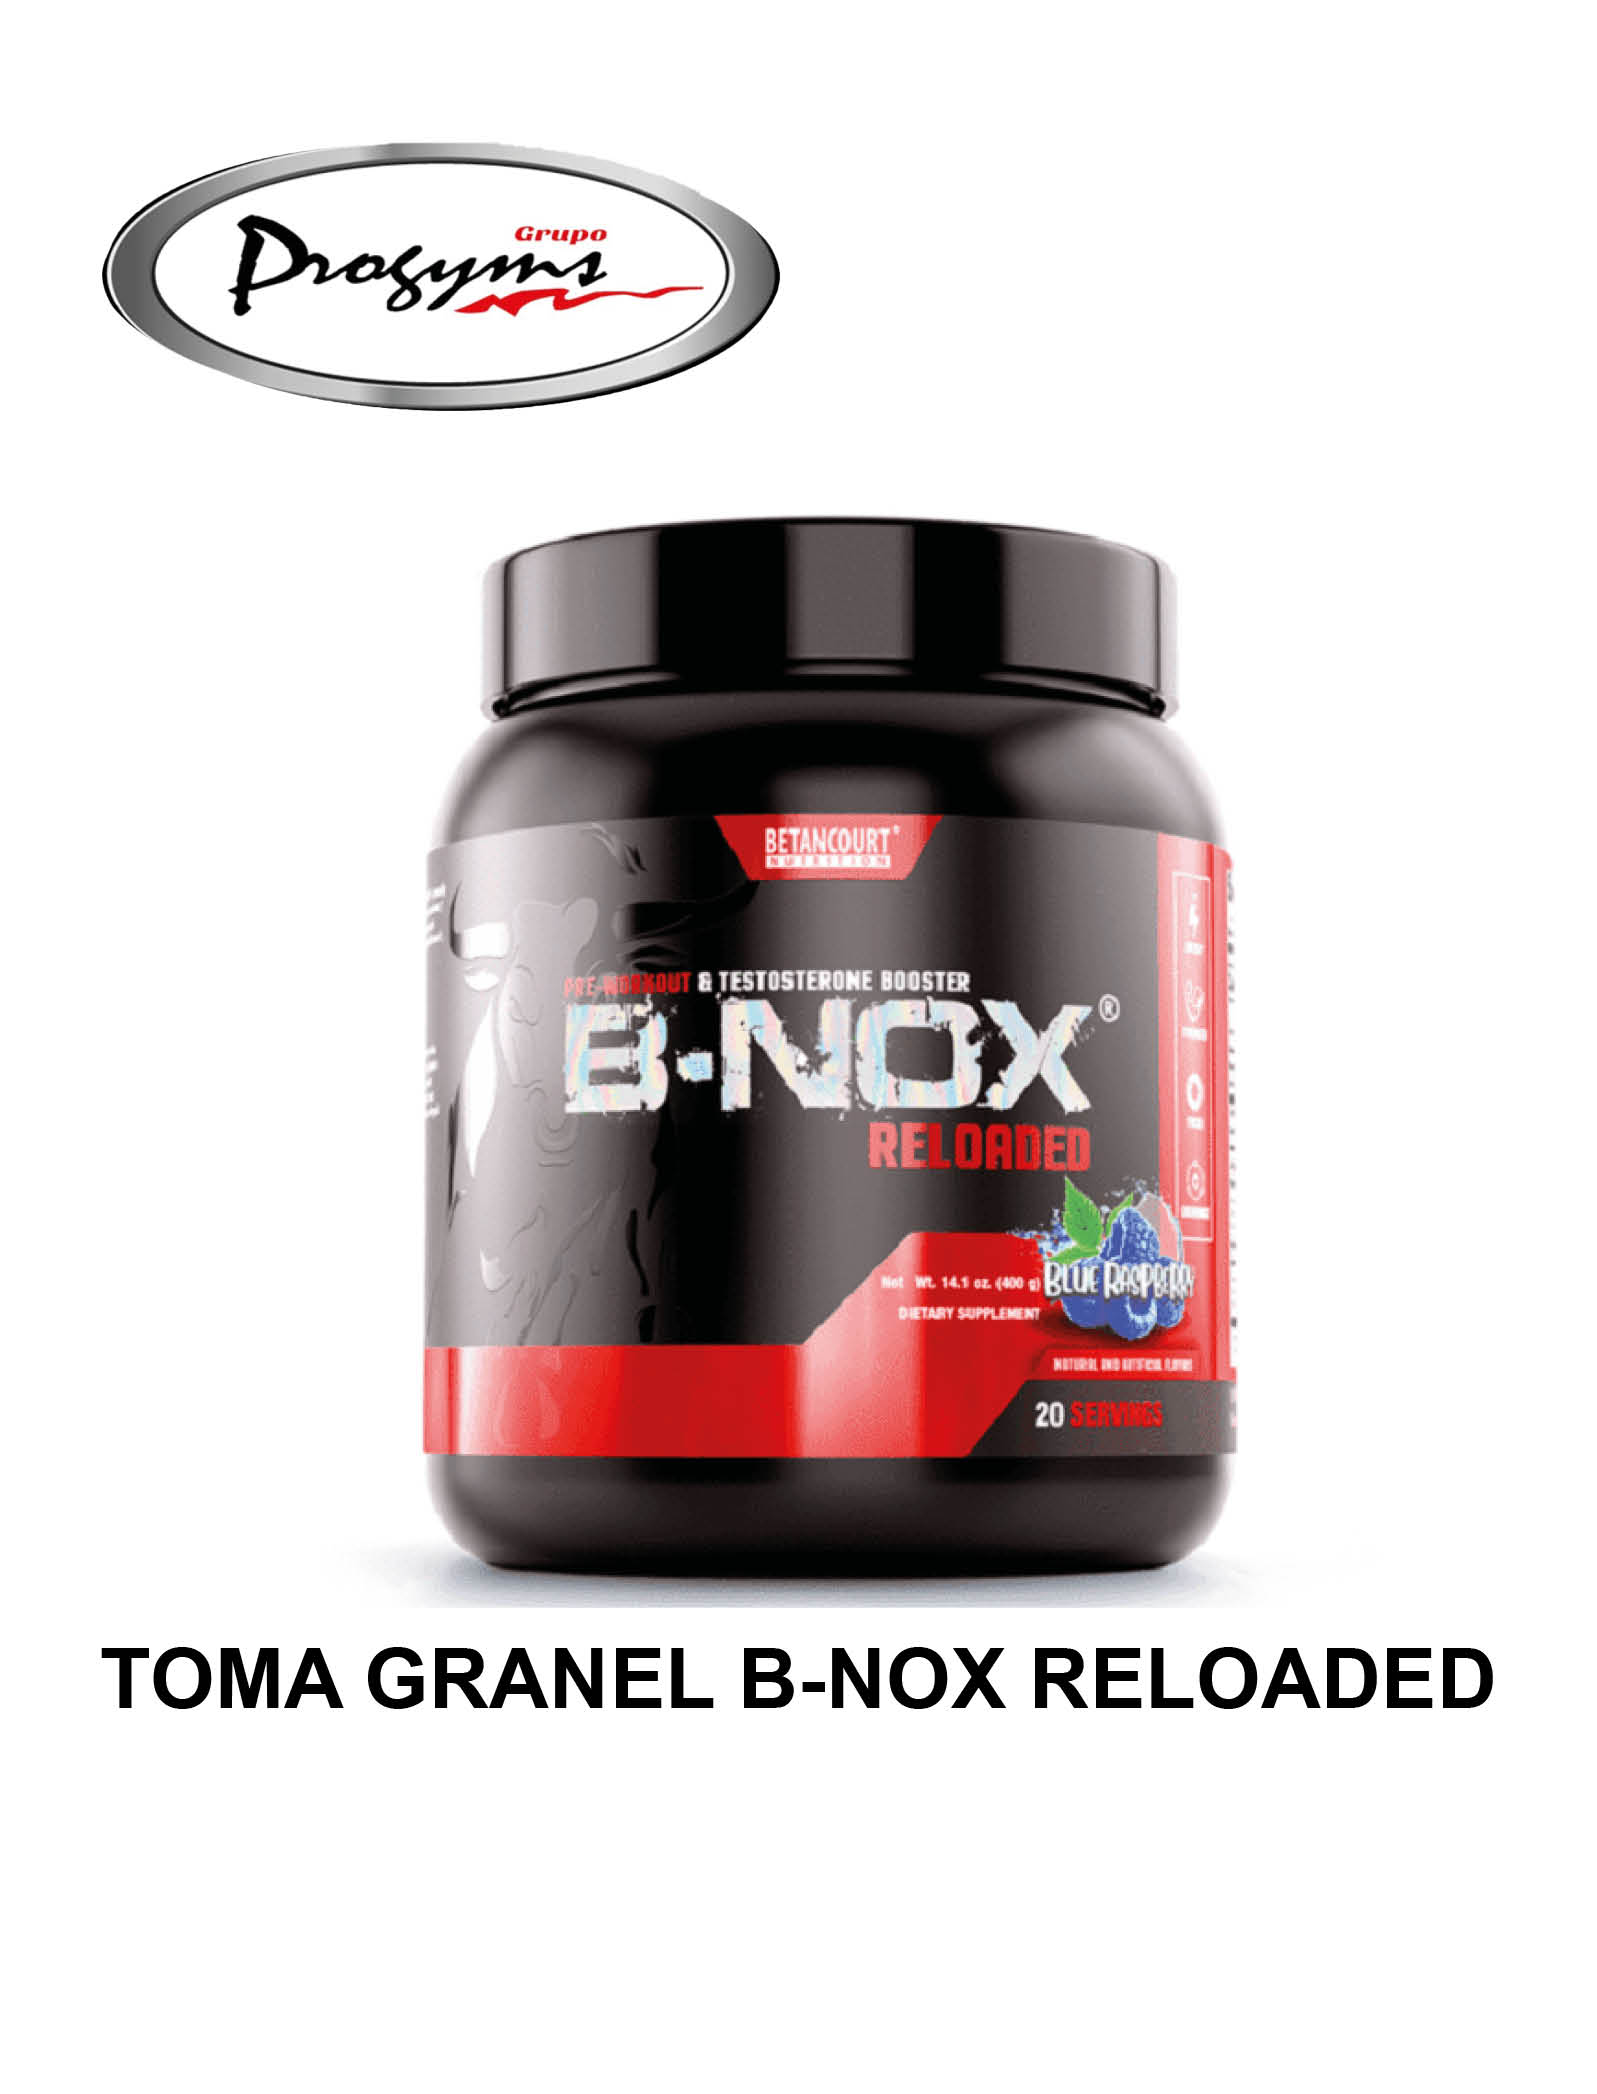 Grupo
Progyms
BETANCOURT®
NUTRITION
PRE-WORKOUT & TESTOSTERONE BOOSTER
B-NOX®
RELOADED
Net Wt. 14.1 oz. (400 g)
BLUE RASPBERRY
DIETARY SUPPLEMENT
NATURAL AND ARTIFICIAL FLAVORS
20 SERVINGS
TOMA GRANEL B-NOX RELOADED